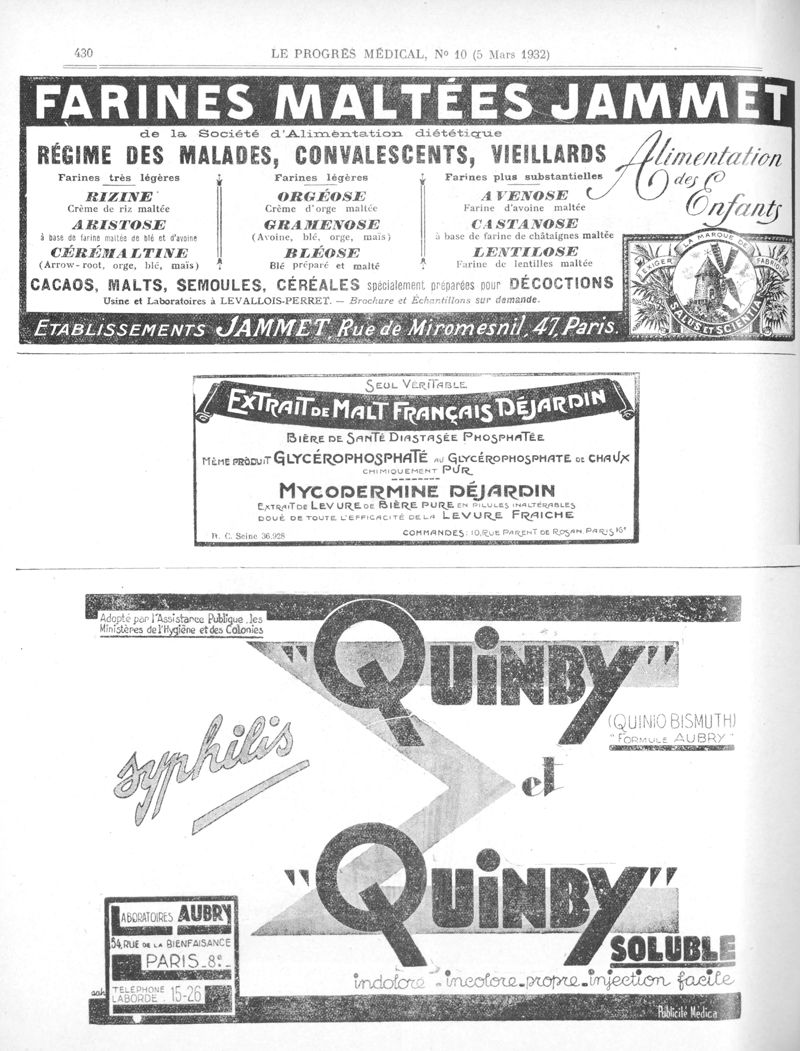 430
LE PROGRÈS MÉDICAL, No 10 (5 Mars 1932)
FARINES MALTÉES JAMMET
de la Société d'Alimentation diététique
RÉGIME DES MALADES, CONVALESCENTS, VIEILLARDS
Alimentation
des
Enfants
Farines très légères
RIZINE
Crème de riz maltée
ARISTOSE
à base de farine maltée de blé et d'avoine
CÉRÉMALTINE
(Arrow-root, orge, blé, maïs)
Farines légères
ORGÉOSE
Crème d'orge maltée
GRAMENOSE
(Avoine, blé, orge, maïs)
BLÉOSE
Blé préparé et malté
Farines plus substantielles
AVENOSE
Farine d'avoine maltée
CASTANOSE
à base de farine de châtaignes maltée
LENTILOSE
Farine de lentilles maltée
EXIGER LA MARQUE DE FABRIQUE
SALUS ET SCIENTIA
CACAOS, MALTS, SEMOULES, CÉRÉALES spécialement préparées pour DÉCOCTIONS
Usine et Laboratoires à LEVALLOIS-PERRET. — Brochure et Échantillons sur demande.
ETABLISSEMENTS JAMMET, Rue de Miromesnil, 47, Paris.
SEUL VÉRITABLE
EXTRAIT DE MALT FRANÇAIS DÉJARDIN
BIÈRE DE SANTÉ DIASTASÉE PHOSPHATÉE
MÊME PRODUIT GLYCÉROPHOSPHATÉ AU GLYCÉROPHOSPHATE DE CHAUX
CHIMIQUEMENT PUR
MYCODERMINE DÉJARDIN
EXTRAIT DE LEVURE DE BIÈRE PURE EN PILULES INALTÉRABLES
DOUÉ DE TOUTE L'EFFICACITÉ DE LA LEVURE FRAICHE
R. C. Seine 36.928
COMMANDES: 10, RUE PARENT DE ROSAN. PARIS 16e
Adopté par l'Assistance Publique, les
Ministères de l'Hygiène et des Colonies
"QUINBY"
(QUINIO BISMUTH)
"FORMULE AUBRY"
syphilis
et
"QUINBY"
SOLUBLE
indolore - incolore - propre - injection facile
LABORATOIRES AUBRY
54, RUE DE LA BIENFAISANCE
PARIS - 8e -
TÉLÉPHONE
LABORDE. 15-26
Publicité Médica